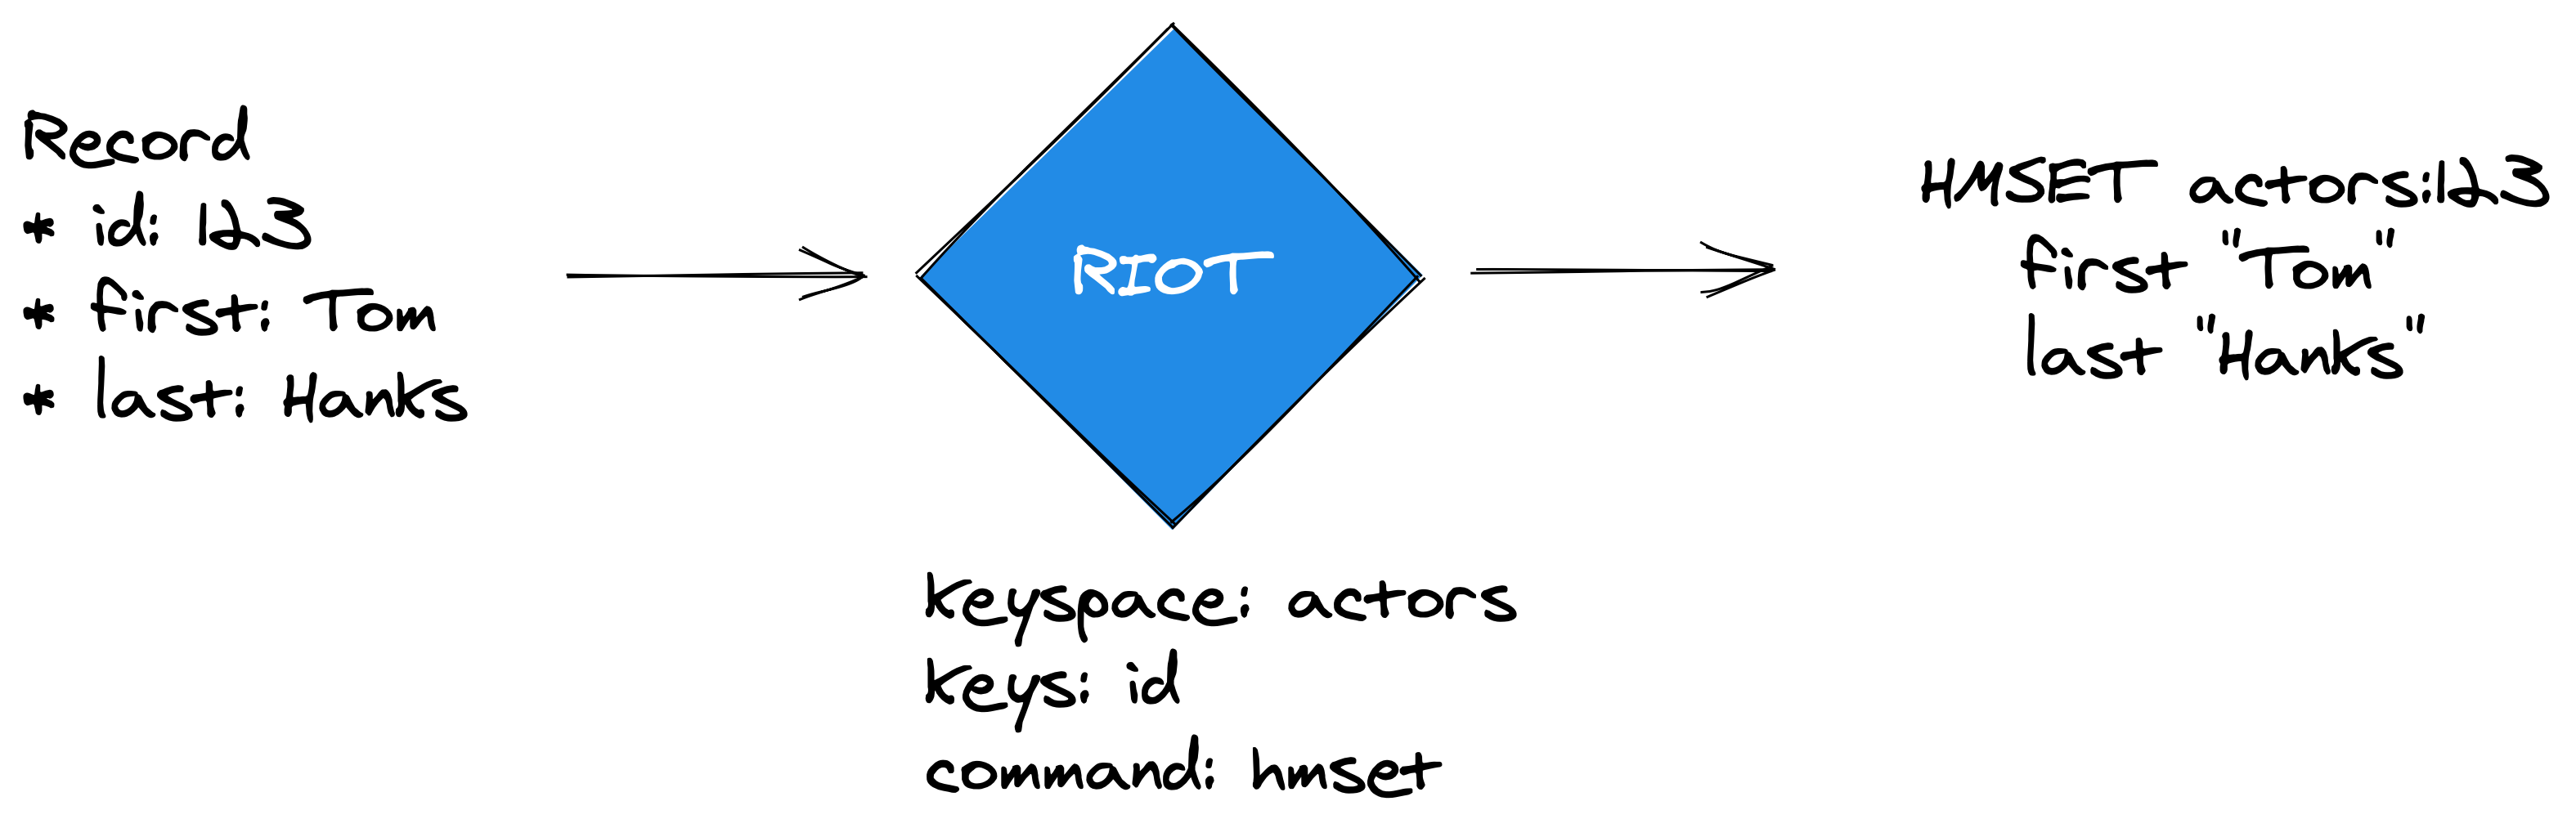 Record
* id: 123
* first: Tom
* last: Hanks
RIOT
keyspace: actors
keys: id
command: hmset
HMSET actors:123
first "Tom"
last "Hanks"